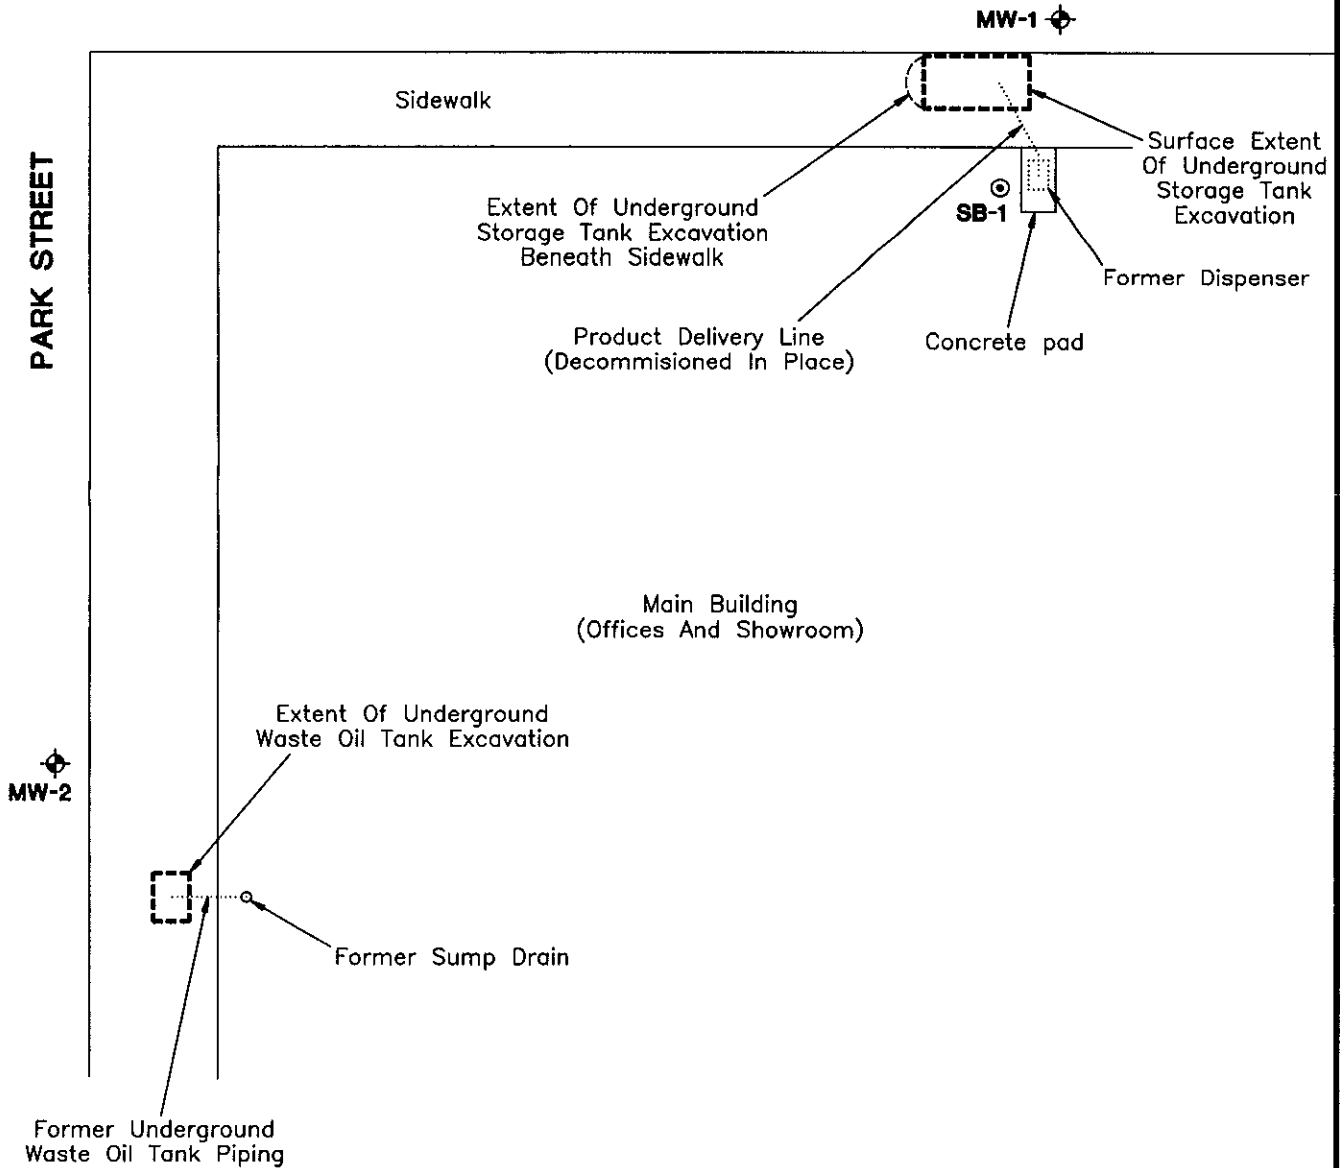 MW-1
Sidewalk
PARK STREET
Surface Extent
Of Underground
Storage Tank
Excavation
Extent Of Underground
Storage Tank Excavation
Beneath Sidewalk
SB-1
Former Dispenser
Product Delivery Line
(Decommisioned In Place)
Concrete pad
Main Building
(Offices And Showroom)
Extent Of Underground
Waste Oil Tank Excavation
MW-2
Former Sump Drain
Former Underground
Waste Oil Tank Piping